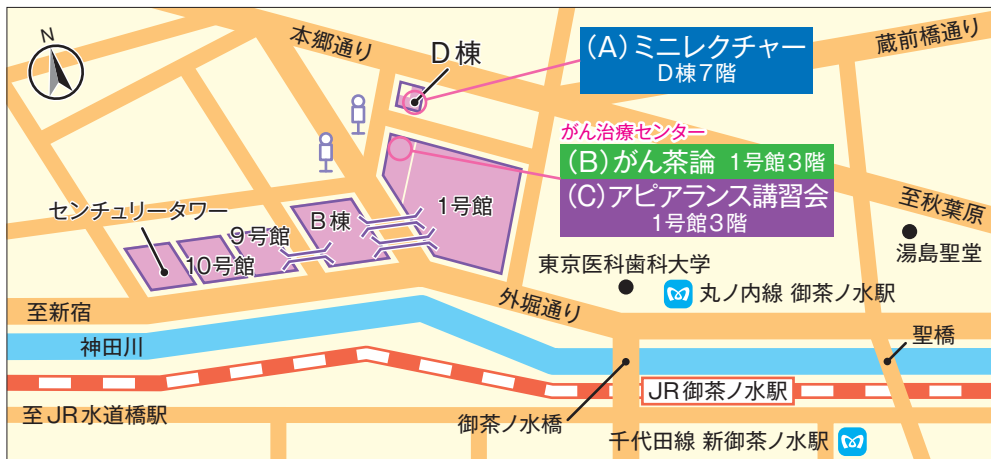 N
本郷通り
D棟
(A)ミニレクチャー
D棟7階
蔵前橋通り
がん治療センター
(B)がん茶論 1号館3階
(C)アピアランス講習会
1号館3階
至秋葉原
湯島聖堂
センチュリータワー
10号館
9号館
B棟
1号館
東京医科歯科大学
丸ノ内線 御茶ノ水駅
外堀通り
至新宿
神田川
聖橋
JR御茶ノ水駅
至JR水道橋駅
御茶ノ水橋
千代田線 新御茶ノ水駅